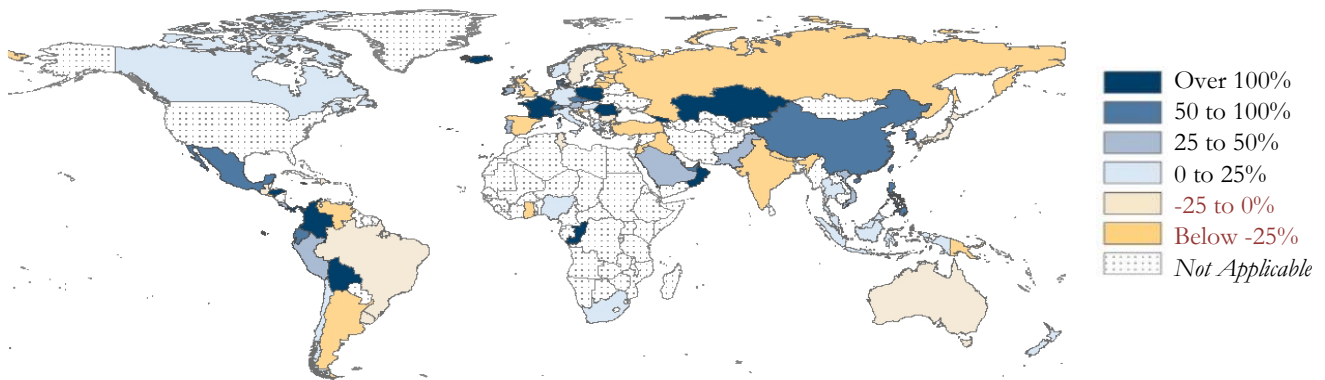 Over 100%
50 to 100%
25 to 50%
0 to 25%
-25 to 0%
Below -25%
Not Applicable